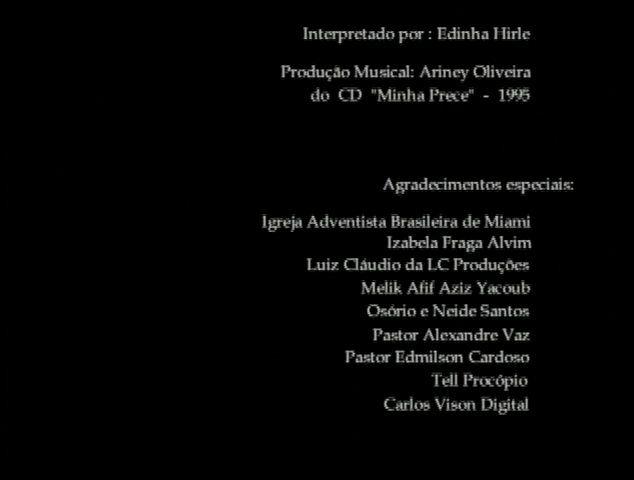 Interpretado por : Edinha Hirle
Produção Musical: Ariney Oliveira
do CD "Minha Prece" - 1995
Agradecimentos especiais:
Igreja Adventista Brasileira de Miami
Izabela Fraga Alvim
Luiz Cláudio da LC Produções
Melik Afif Aziz Yacoub
Osório e Neide Santos
Pastor Alexandre Vaz
Pastor Edmilson Cardoso
Tell Procópio
Carlos Vison Digital